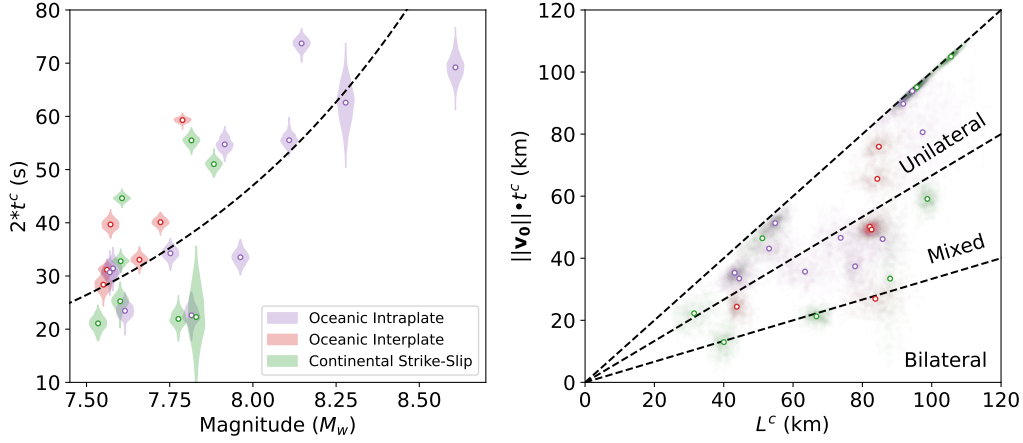 80
70
60
50
40
30
20
10
2*t^c (s)
7.50
7.75
8.00
8.25
8.50
Magnitude (M_w)
Oceanic Intraplate
Oceanic Interplate
Continental Strike-Slip
120
100
80
60
40
20
0
||v_0||•t^c (km)
Unilateral
Mixed
Bilateral
0
20
40
60
80
100
120
L^c (km)